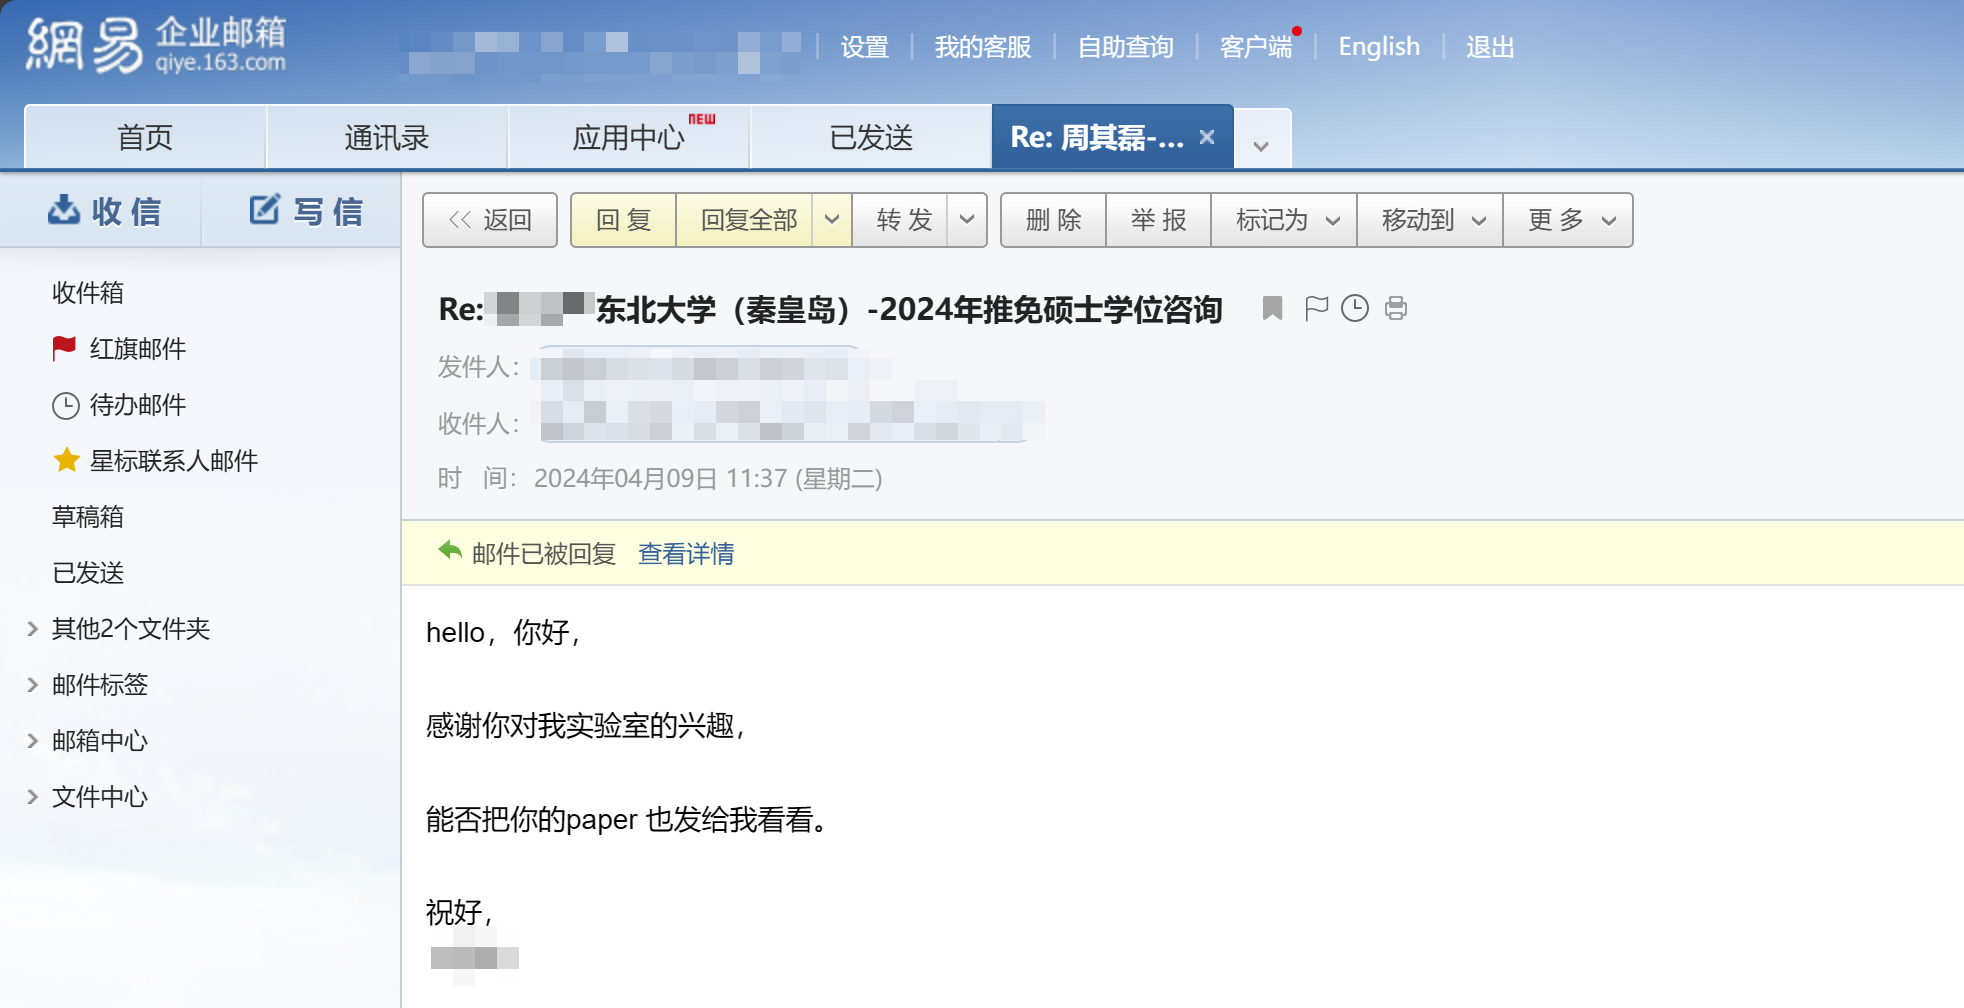 網易 企业邮箱
qiye.163.com
设置 我的客服 自助查询 客户端 English 退出
首页 通讯录 应用中心 NEW 已发送 Re: 周其磊-...
收信 写信
返回 回复 回复全部 转发 删除 举报 标记为 移动到 更多
收件箱
红旗邮件
待办邮件
星标联系人邮件
草稿箱
已发送
其他2个文件夹
邮件标签
邮箱中心
文件中心
Re: 东北大学（秦皇岛）-2024年推免硕士学位咨询
发件人：
收件人：
时 间： 2024年04月09日 11:37 (星期二)
邮件已被回复 查看详情
hello，你好，
感谢你对我实验室的兴趣，
能否把你的paper 也发给我看看。
祝好，